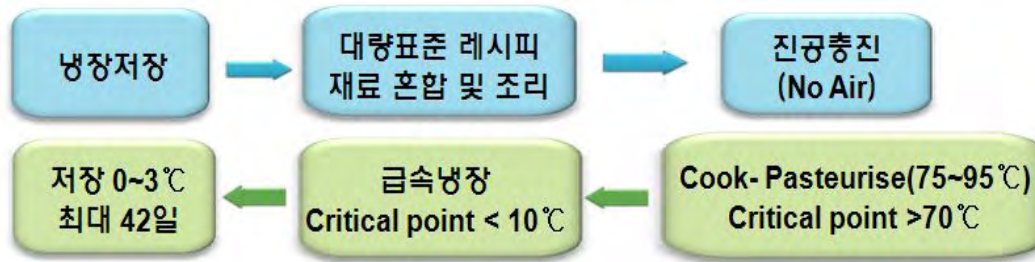 냉장저장
대량표준 레시피
재료 혼합 및 조리
진공충진
(No Air)
Cook- Pasteurise(75~95℃)
Critical point >70℃
급속냉장
Critical point < 10℃
저장 0~3℃
최대 42일